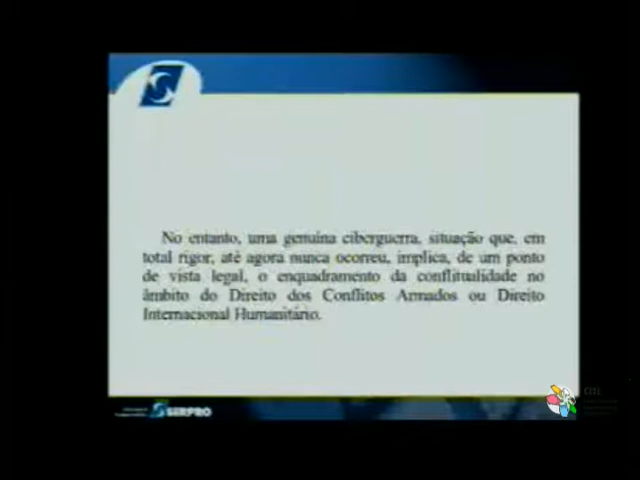 No entanto, uma genuína ciberguerra, situação que, em
total rigor, até agora nunca ocorreu, implica, de um ponto
de vista legal, o enquadramento da conflitualidade no
âmbito do Direito dos Conflitos Armados ou Direito
Internacional Humanitário.
SERPRO